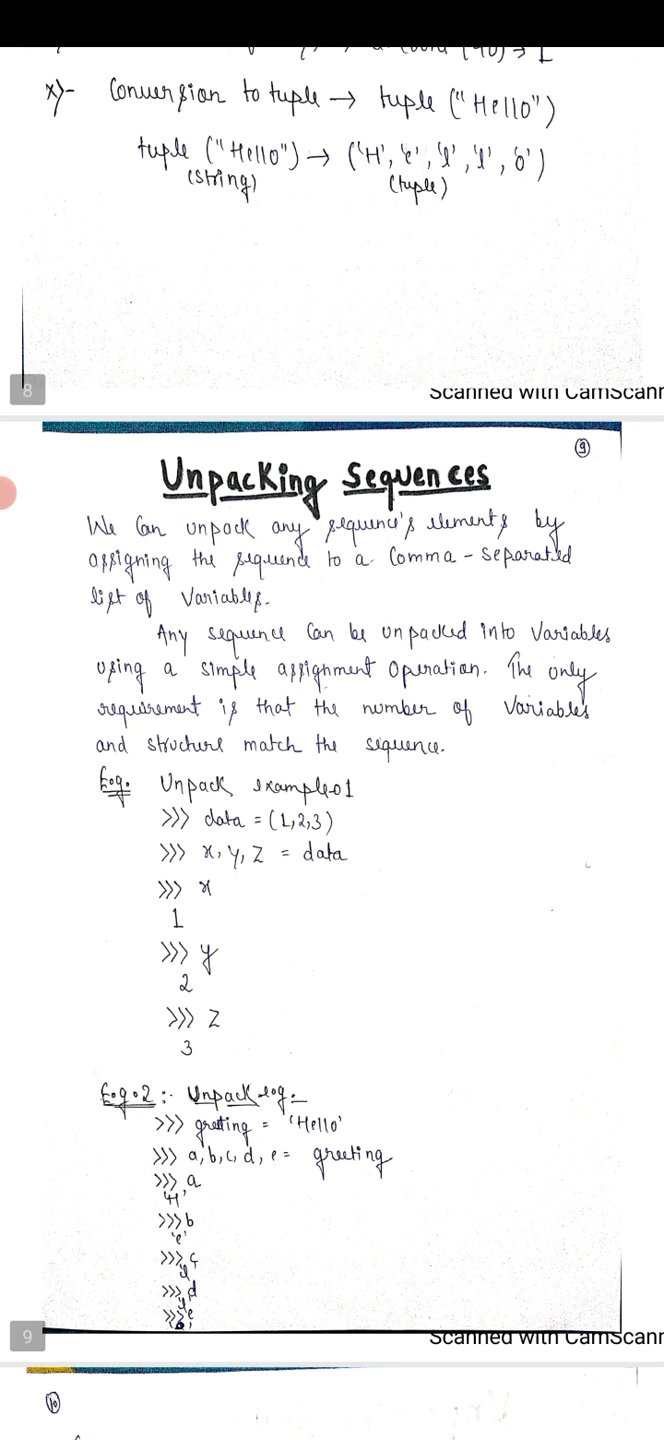 x)- Conversion to tuple → tuple ("Hello")
tuple ("Hello") → ('H', 'e', 'l', 'l', 'o')
(string) (tuple)
8
Scanned with CamScanr
9
Unpacking Sequences
We Can unpack any sequence's elements by
assigning the sequence to a Comma - separated
list of Variables.
Any sequence Can be unpacked into Variables
using a simple assignment Operation. The only
requirement is that the number of Variables
and structure match the sequence.
E.g. Unpack example-01
>>> data = (1,2,3)
>>> x, y, z = data
>>> x
1
>>> y
2
>>> z
3
E.g.2 :- Unpack-eg:-
>>> greeting = 'Hello'
>>> a, b, c, d, e = greeting
>>> a
'H'
>>> b
'e'
>>> c
'l'
>>> d
'l'
>>> e
9
Scanned with CamScanr
10